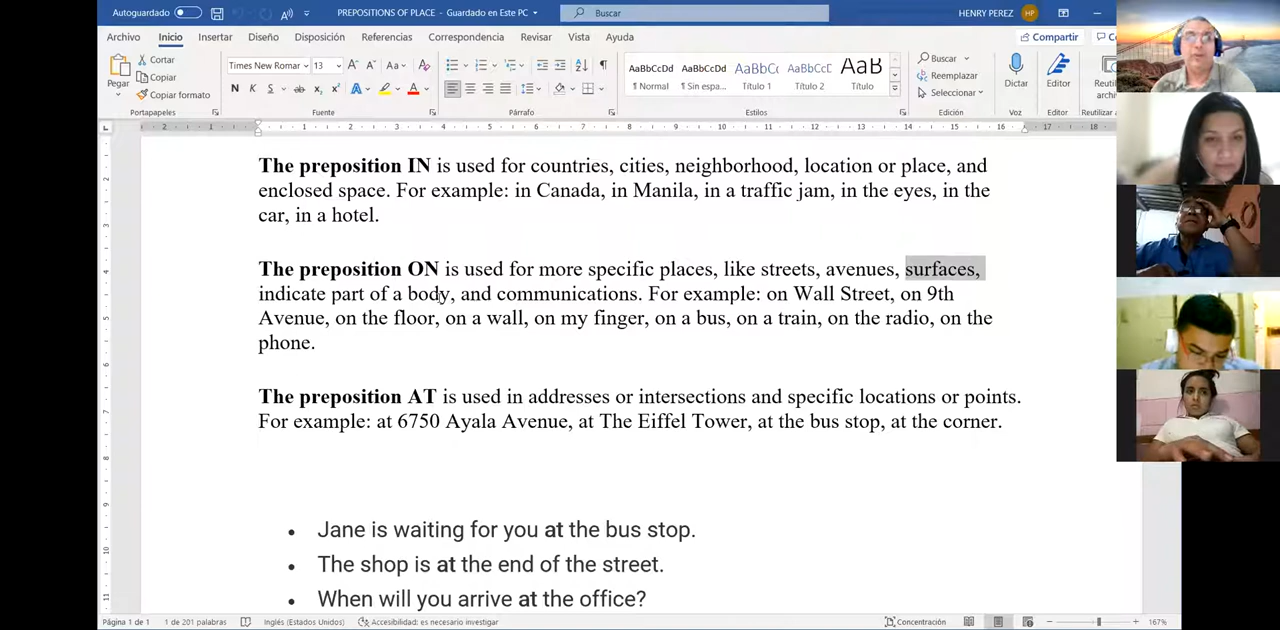 Autoguardado
PREPOSITIONS OF PLACE - Guardado en Este PC
Buscar
HENRY PEREZ HP
Archivo Inicio Insertar Diseño Disposición Referencias Correspondencia Revisar Vista Ayuda
Compartir
Pegar
Cortar
Copiar
Copiar formato
Portapapeles
Times New Romar 13
N K S
Fuente
Párrafo
AaBbCcDd AaBbCcDd AaBbCc AaBbCcD AaB
¶ Normal ¶ Sin espa... Título 1 Título 2 Título
Estilos
Buscar
Reemplazar
Seleccionar
Edición
Dictar
Voz
Editor
Editor
Reutilizar a
The preposition IN is used for countries, cities, neighborhood, location or place, and
enclosed space. For example: in Canada, in Manila, in a traffic jam, in the eyes, in the
car, in a hotel.
The preposition ON is used for more specific places, like streets, avenues, surfaces,
indicate part of a body, and communications. For example: on Wall Street, on 9th
Avenue, on the floor, on a wall, on my finger, on a bus, on a train, on the radio, on the
phone.
The preposition AT is used in addresses or intersections and specific locations or points.
For example: at 6750 Ayala Avenue, at The Eiffel Tower, at the bus stop, at the corner.
• Jane is waiting for you at the bus stop.
• The shop is at the end of the street.
• When will you arrive at the office?
Página 1 de 1 1 de 201 palabras Inglés (Estados Unidos) Accesibilidad: es necesario investigar
Concentración
167%